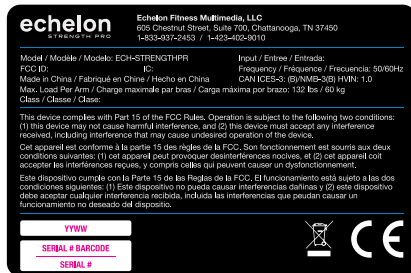 echelon
STRENGTH PRO
Echelon Fitness Multimedia, LLC
605 Chestnut Street, Suite 700, Chattanooga, TN 37450
1-833-937-2453 / 1-423-402-9010
Model / Modèle / Modelo: ECH-STRENGTHPR
Input / Entree / Entrada:
FCC ID: IC:
Frequency / Fréquence / Frecuencia: 50/60Hz
Made in China / Fabriqué en Chine / Hecho en China
CAN ICES-3: (B)/NMB-3(B) HVIN: 1.0
Max. Load Per Arm / Charge maximale par bras / Carga máxima por brazo: 132 lbs / 60 kg
Class / Classe / Clase:
This device complies with Part 15 of the FCC Rules. Operation is subject to the following two conditions:
(1) this device may not cause harmful interference, and (2) this device must accept any interference
received, including interference that may cause undesired operation of the device.
Cet appareil est conforme à la partie 15 des règles de la FCC. Son fonctionnement est sourris aux deux
conditions suivantes: (1) cet appareil peut provoquer desinterférences nocives, et (2) cet appareil coit
accepter les interférences reçues, y compris celles qui peuvent causer un dysfonctionnement.
Este dispositivo cumple con la Parte 15 de las Reglas de la FCC. El funcionamiento está sujeto a las dos
condiciones siguientes: (1) Este dispositivo no pueda causar interferencias dañinas y (2) este dispositivo
debe aceptar cualquier interferencia recibida, incluida las interferencias que peudan causar un
funcionamiento no deseado del dispositio.
YYWW
SERIAL # BARCODE
SERIAL #
CE